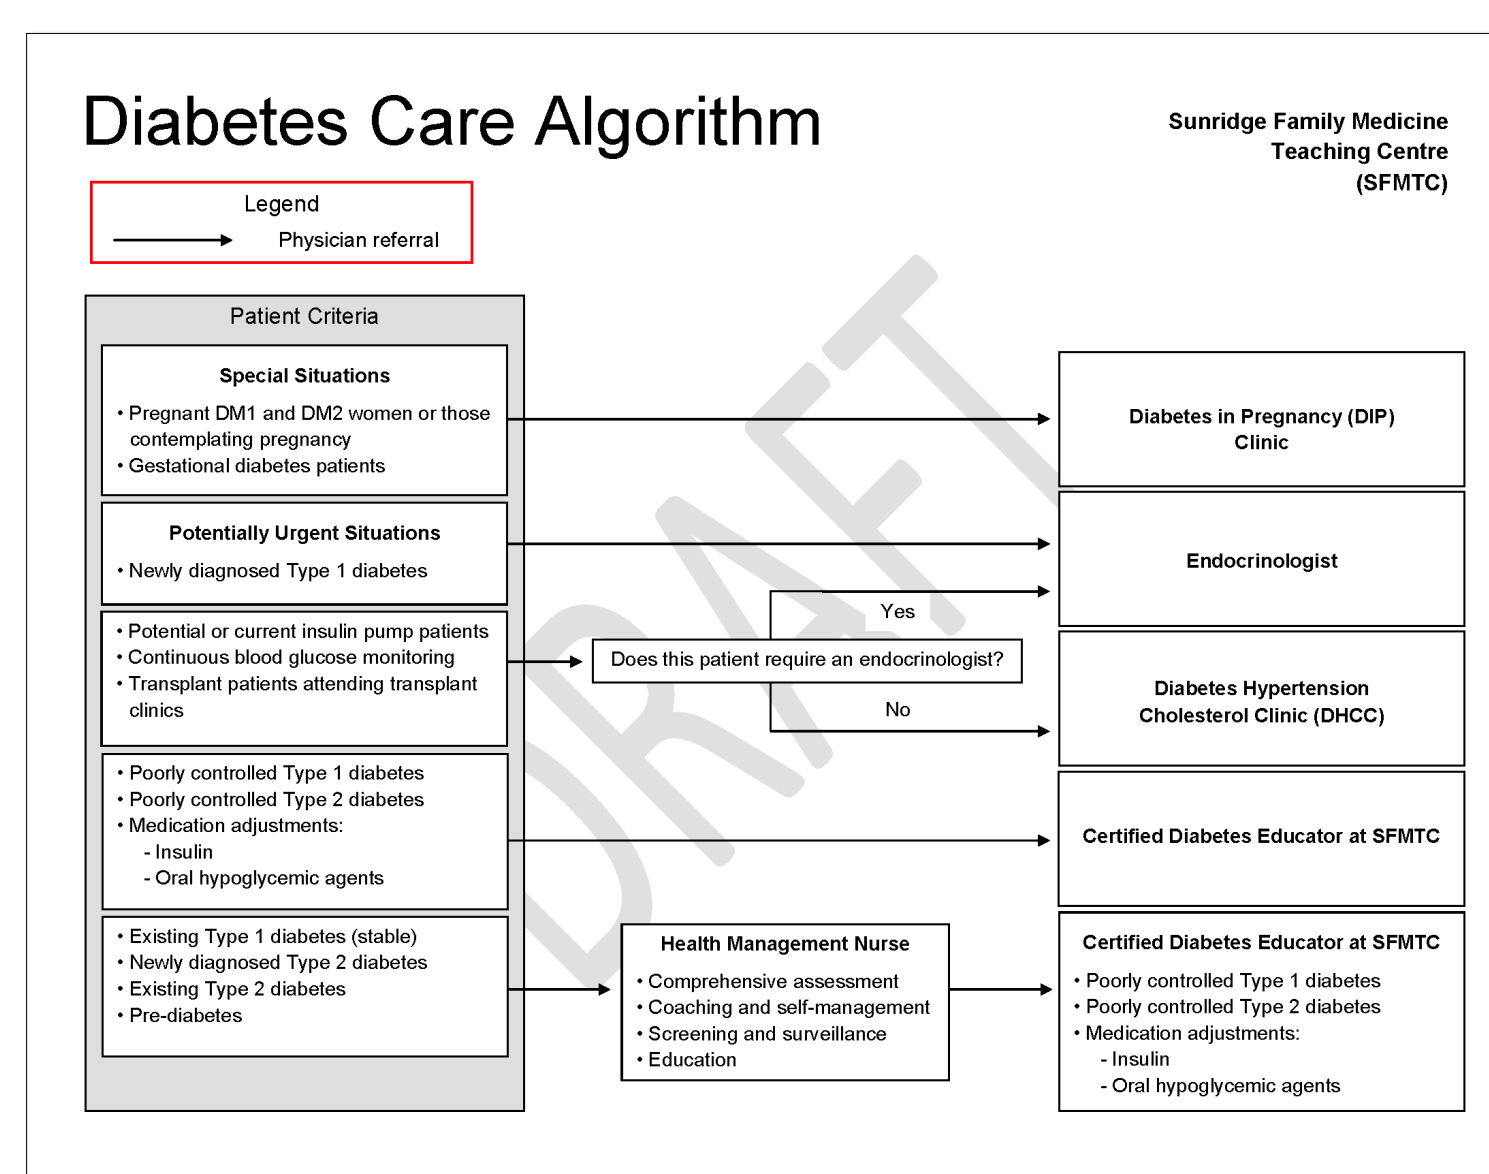 Diabetes Care Algorithm
Sunridge Family Medicine
Teaching Centre
(SFMTC)
Legend
Physician referral
Patient Criteria
Special Situations
• Pregnant DM1 and DM2 women or those
contemplating pregnancy
• Gestational diabetes patients
Diabetes in Pregnancy (DIP)
Clinic
Potentially Urgent Situations
• Newly diagnosed Type 1 diabetes
Endocrinologist
• Potential or current insulin pump patients
• Continuous blood glucose monitoring
• Transplant patients attending transplant
clinics
Does this patient require an endocrinologist?
Yes
No
Diabetes Hypertension
Cholesterol Clinic (DHCC)
• Poorly controlled Type 1 diabetes
• Poorly controlled Type 2 diabetes
• Medication adjustments:
- Insulin
- Oral hypoglycemic agents
Certified Diabetes Educator at SFMTC
• Existing Type 1 diabetes (stable)
• Newly diagnosed Type 2 diabetes
• Existing Type 2 diabetes
• Pre-diabetes
Health Management Nurse
• Comprehensive assessment
• Coaching and self-management
• Screening and surveillance
• Education
Certified Diabetes Educator at SFMTC
• Poorly controlled Type 1 diabetes
• Poorly controlled Type 2 diabetes
• Medication adjustments:
- Insulin
- Oral hypoglycemic agents
DRAFT